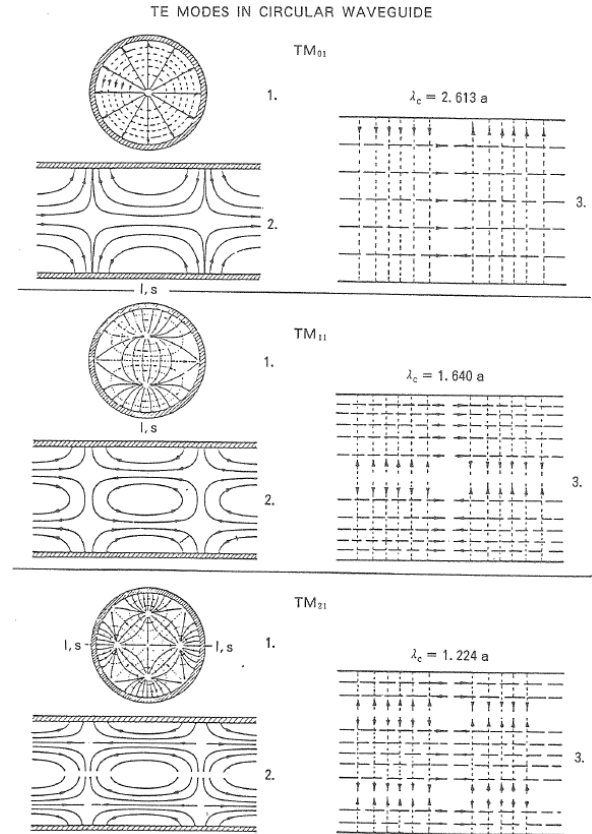 TE MODES IN CIRCULAR WAVEGUIDE
TM₀₁
1.
λc = 2.613 a
2.
3.
l, s
TM₁₁
1.
λc = 1.640 a
l, s
2.
3.
TM₂₁
l, s
l, s
1.
λc = 1.224 a
2.
3.